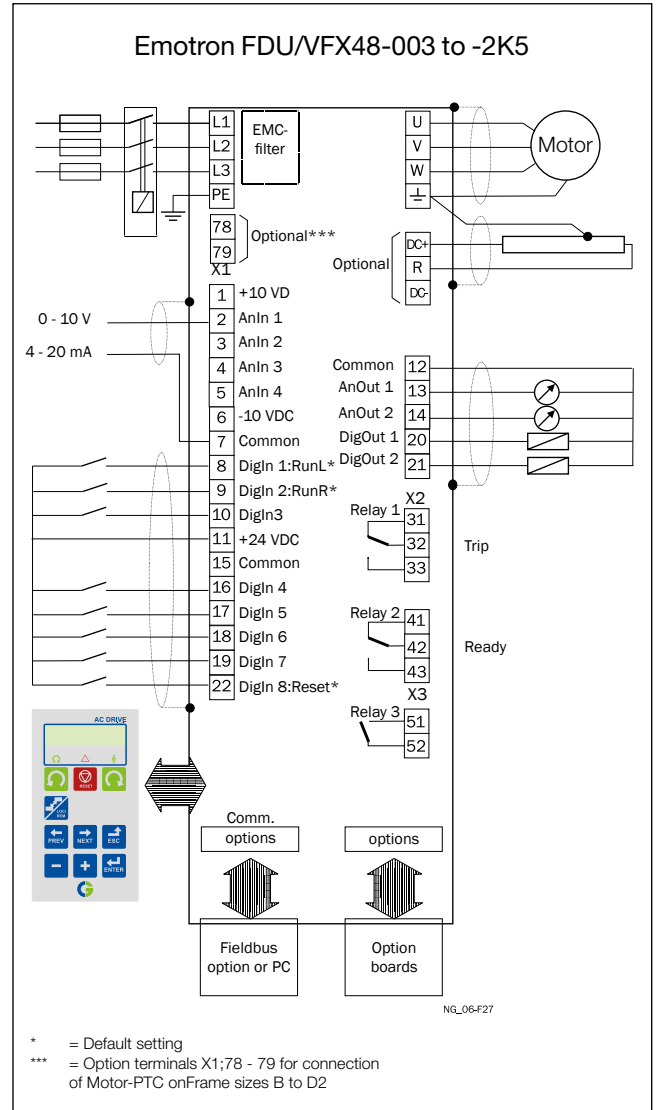 Emotron FDU/VFX48-003 to -2K5
L1
L2
L3
PE
EMC-
filter
U
V
W
Motor
78
79
Optional***
X1
Optional
DC+
R
DC-
0 - 10 V
4 - 20 mA
1 +10 VD
2 AnIn 1
3 AnIn 2
4 AnIn 3
5 AnIn 4
6 -10 VDC
7 Common
8 DigIn 1:RunL*
9 DigIn 2:RunR*
10 DigIn3
11 +24 VDC
15 Common
16 DigIn 4
17 DigIn 5
18 DigIn 6
19 DigIn 7
22 DigIn 8:Reset*
Common 12
AnOut 1 13
AnOut 2 14
DigOut 1 20
DigOut 2 21
X2
Relay 1 31
32
33
Trip
Relay 2 41
42
43
Ready
X3
Relay 3 51
52
AC DRIVE
RESET
LOC/
REM
PREV
NEXT
ESC
-
+
ENTER
Comm.
options
options
Fieldbus
option or PC
Option
boards
NG_06-F27
* = Default setting
*** = Option terminals X1;78 - 79 for connection
of Motor-PTC onFrame sizes B to D2